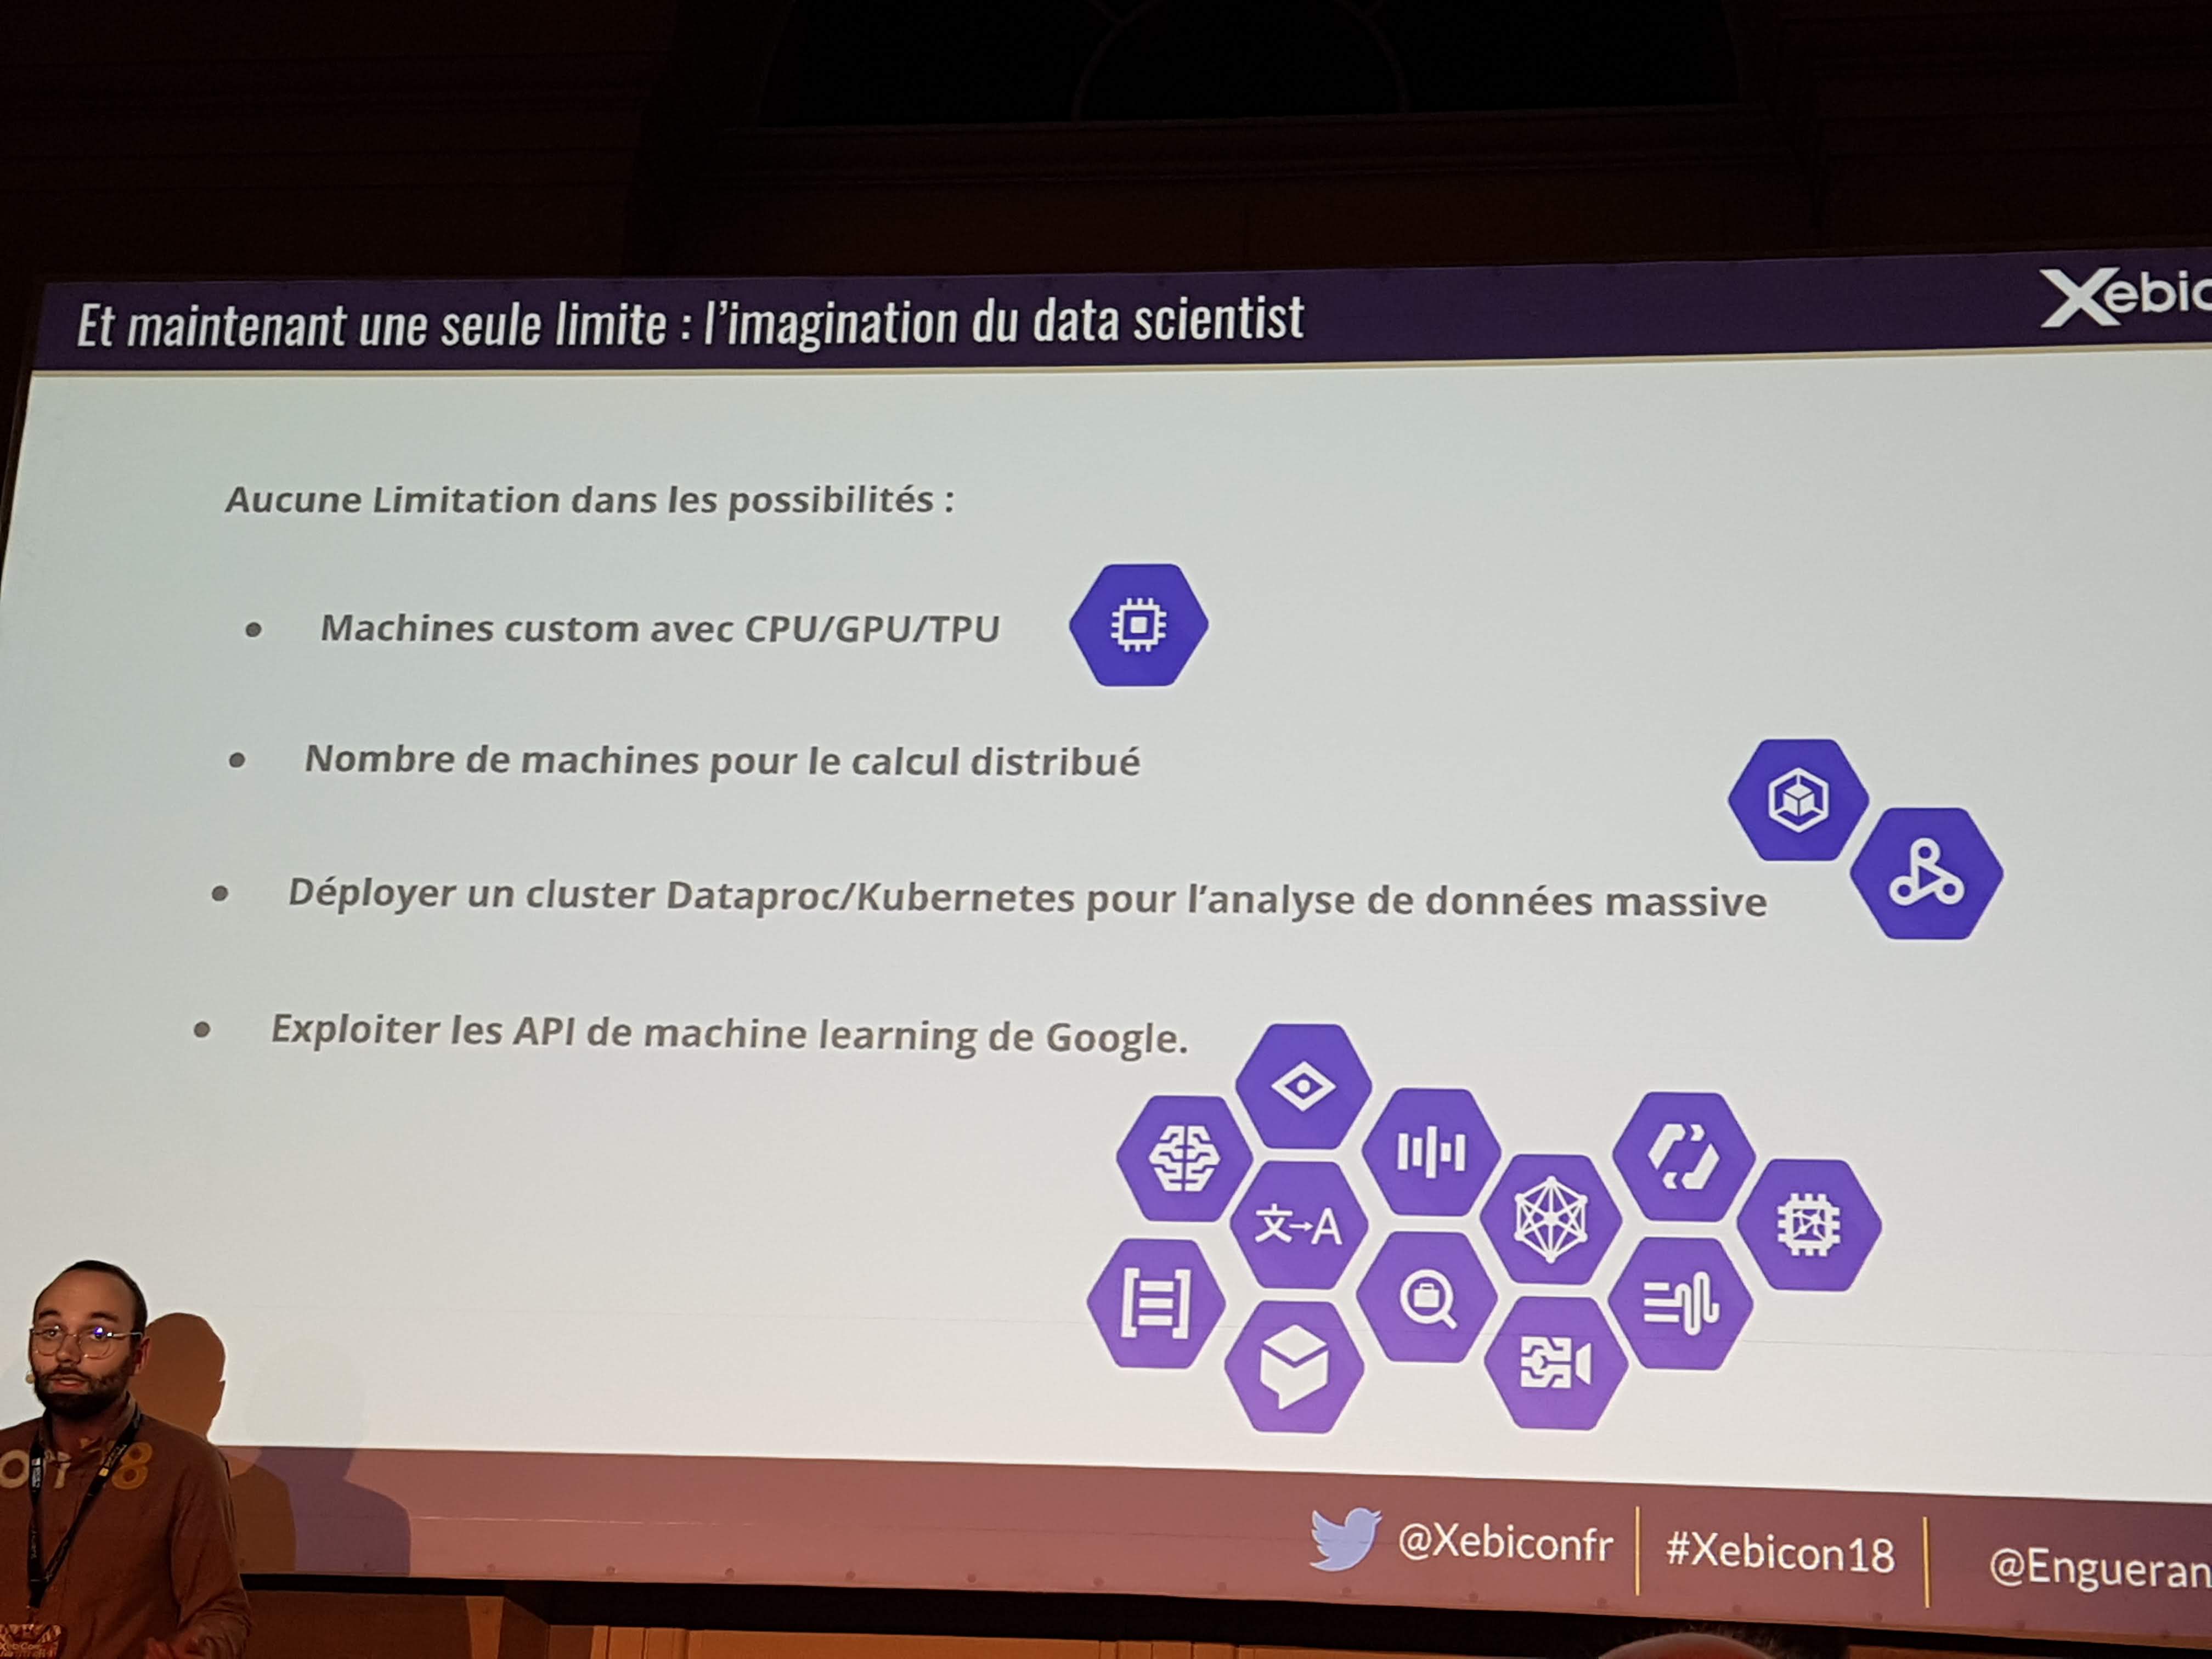 Et maintenant une seule limite : l'imagination du data scientist
Xebic
Aucune Limitation dans les possibilités :
• Machines custom avec CPU/GPU/TPU
• Nombre de machines pour le calcul distribué
• Déployer un cluster Dataproc/Kubernetes pour l'analyse de données massive
• Exploiter les API de machine learning de Google.
文→A
@Xebiconfr | #Xebicon18 | @Engueran